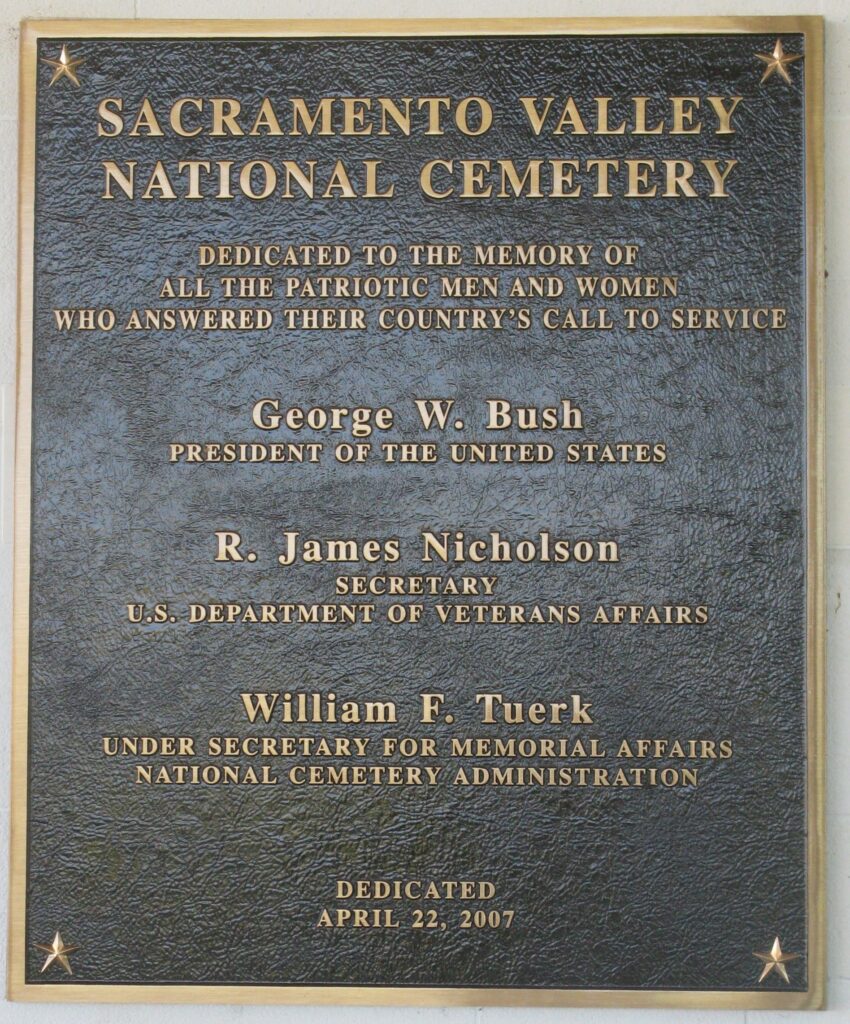 SACRAMENTO VALLEY
NATIONAL CEMETERY
DEDICATED TO THE MEMORY OF
ALL THE PATRIOTIC MEN AND WOMEN
WHO ANSWERED THEIR COUNTRY'S CALL TO SERVICE
George W. Bush
PRESIDENT OF THE UNITED STATES
R. James Nicholson
SECRETARY
U.S. DEPARTMENT OF VETERANS AFFAIRS
William F. Tuerk
UNDER SECRETARY FOR MEMORIAL AFFAIRS
NATIONAL CEMETERY ADMINISTRATION
DEDICATED
APRIL 22, 2007